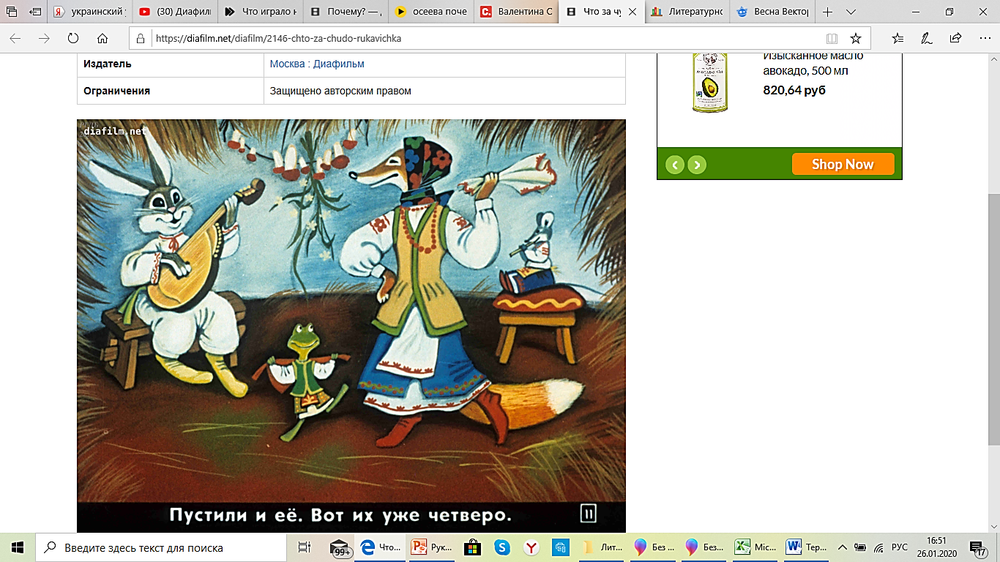 украинский у
(30) Диафиль
Что играло н
Почему? — д
осеева поче
Валентина О
Что за чу
Литературно
Весна Вектор
https://diafilm.net/diafilm/2146-chto-za-chudo-rukavichka
Издатель
Москва : Диафильм
Ограничения
Защищено авторским правом
Изысканное масло
авокадо, 500 мл
820,64 руб
Shop Now
diafilm.net
Пустили и её. Вот их уже четверо.
11
Введите здесь текст для поиска
99+
Что...
Рук...
Лит...
Без ...
Без...
Mic...
Тер...
РУС
16:51
26.01.2020
17